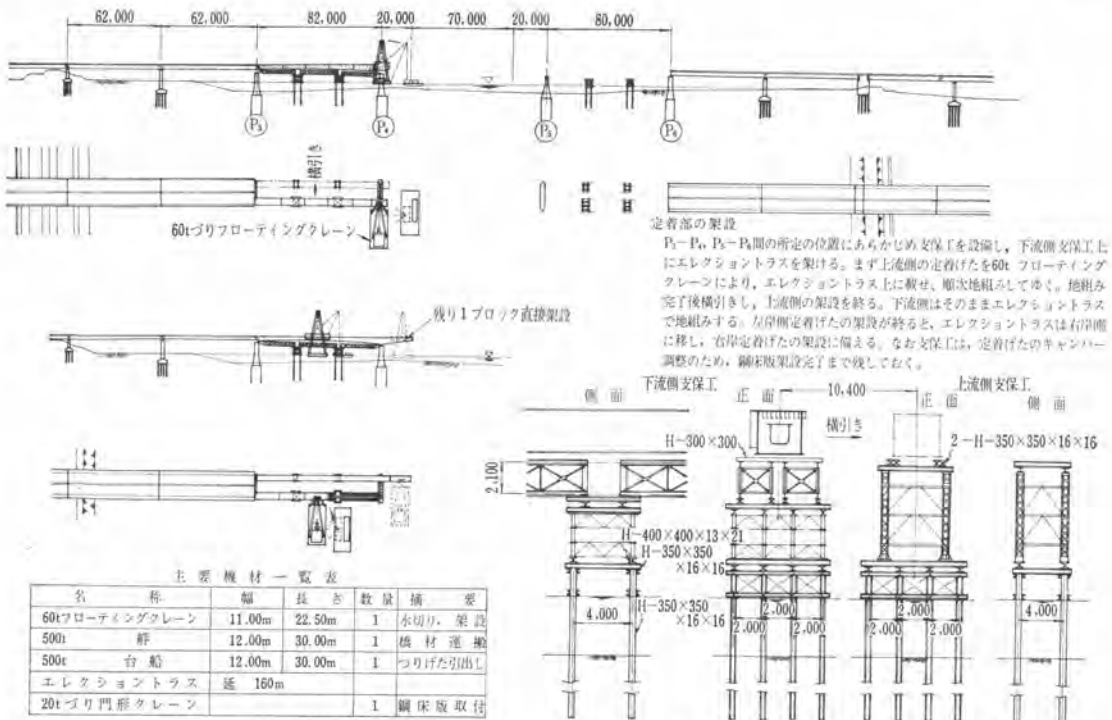 62,000 62,000 82,000 20,000 70,000 20,000 80,000
P₃ P₄ P₅ P₆
横引き
60tづりフローティングクレーン
定着部の架設
P₃−P₄, P₅−P₆間の所定の位置にあらかじめ支保工を設備し，下流側支保工上
にエレクショントラスを架ける。まず上流側の定着げたを60t フローティング
クレーンにより，エレクショントラス上に載せ，順次地組みしてゆく。地組み
完了後横引きし，上流側の架設を終る。下流側はそのままエレクショントラス
で地組みする。左岸側定着げたの架設が終ると，エレクショントラスは右岸側
に移し，右岸定着げたの架設に備える。なお支保工は，定着げたのキャンバー
調整のため，鋼床版架設完了まで残しておく。
残り1ブロック直接架設
下流側支保工 上流側支保工
側面 正面 10,400 正面 側面
横引き
H−300×300
2−H−350×350×16×16
2,100
H−400×400×13×21
H−350×350
×16×16
H−350×350
×16×16
4.000 2.000 2.000 4.000
2.000 2.000 2.000 2.000
主要機材一覧表
名称 幅 長さ 数量 摘要
60tフローティングクレーン 11.00m 22.50m 1 水切り，架設
500t 艀 12.00m 30.00m 1 橋材運搬
500t 台船 12.00m 30.00m 1 つりげた引出し
エレクショントラス 延 160m
20tづり門形クレーン 1 鋼床版取付